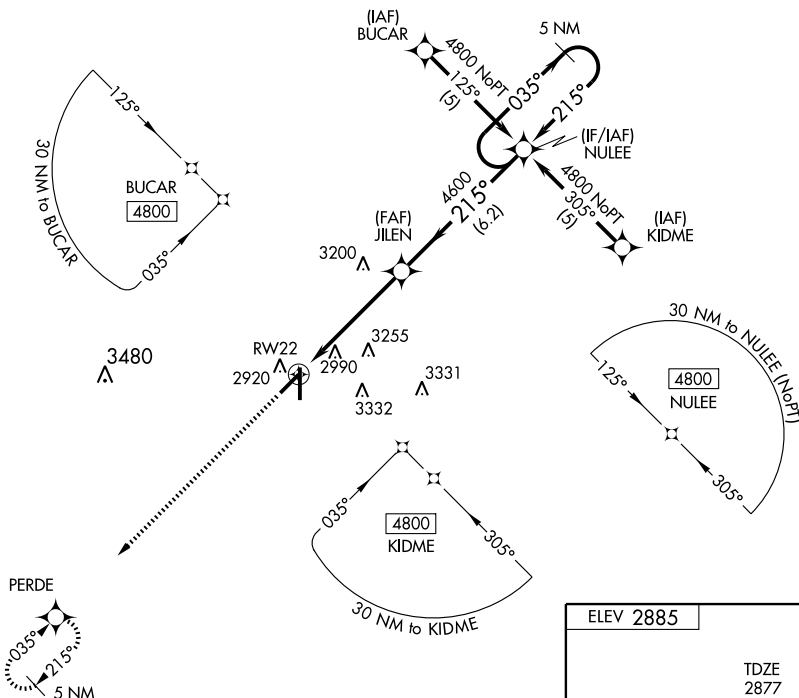 (IAF)
BUCAR
5 NM
4800 NoPT
125°
(5)
035°
215°
(IF/IAF)
NULEE
4800 NoPT
305°
(5)
(IAF)
KIDME
4600
215°
(6.2)
(FAF)
JILEN
125°
30 NM to BUCAR
BUCAR
4800
035°
3200
3480
RW22
2920
2990
3255
3332
3331
30 NM to NULEE (NoPT)
125°
4800
NULEE
305°
035°
4800
KIDME
305°
30 NM to KIDME
PERDE
035°
215°
5 NM
ELEV 2885
TDZE
2877